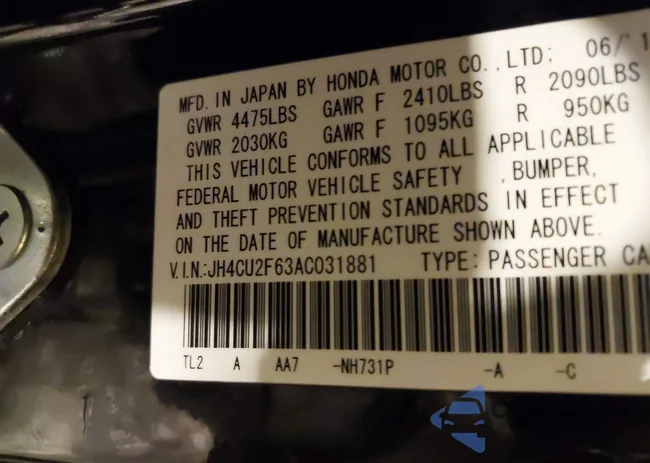 MFD. IN JAPAN BY HONDA MOTOR CO., LTD; 06/'1
GVWR 4475LBS GAWR F 2410LBS R 2090LBS
GVWR 2030KG GAWR F 1095KG R 950KG
THIS VEHICLE CONFORMS TO ALL APPLICABLE
FEDERAL MOTOR VEHICLE SAFETY , BUMPER,
AND THEFT PREVENTION STANDARDS IN EFFECT
ON THE DATE OF MANUFACTURE SHOWN ABOVE.
V.I.N.:JH4CU2F63AC031881 TYPE: PASSENGER CA
TL2 A AA7 -NH731P -A -C